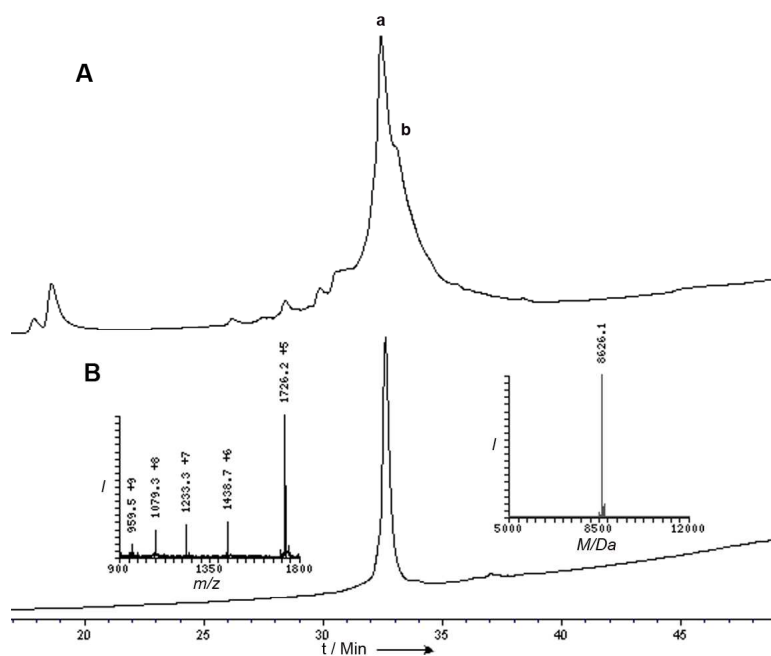 a
A
b
B
959.5 +9
1079.3 +8
1233.3 +7
1438.7 +6
1726.2 +5
I
900 1350 1800
m/z
8626.1
I
5000 8500 12000
M/Da
20 25 30 35 40 45
t / Min